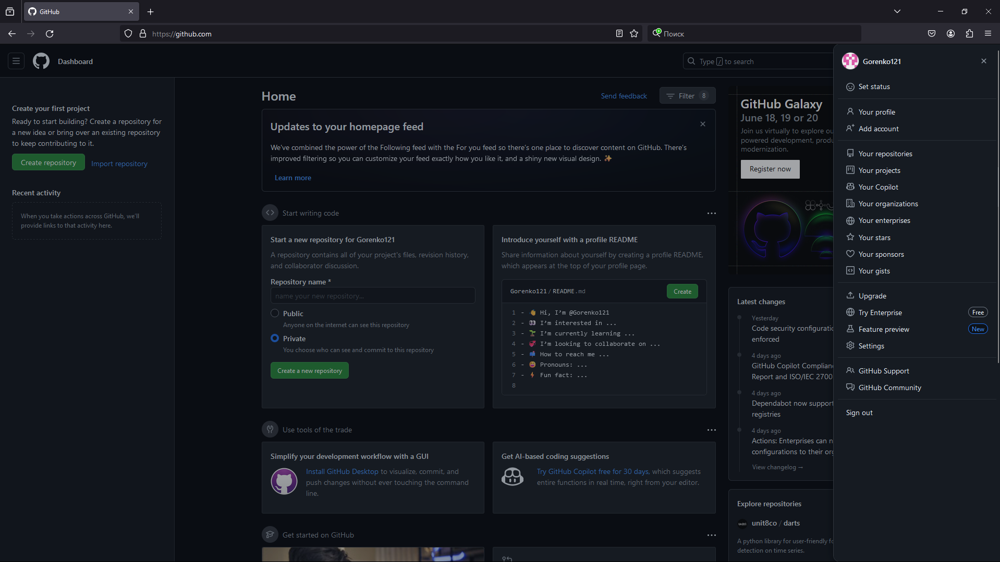 GitHub
https://github.com
Поиск
Dashboard
Type / to search
Gorenko121
Set status
Your profile
Add account
Your repositories
Your projects
Your Copilot
Your organizations
Your enterprises
Your stars
Your sponsors
Your gists
Upgrade
Try Enterprise Free
Feature preview New
Settings
GitHub Support
GitHub Community
Sign out
Create your first project
Ready to start building? Create a repository for
a new idea or bring over an existing repository
to keep contributing to it.
Create repository Import repository
Recent activity
When you take actions across GitHub, we'll
provide links to that activity here.
Home
Send feedback
Filter 8
Updates to your homepage feed
We've combined the power of the Following feed with the For you feed so there's one place to discover content on GitHub. There's
improved filtering so you can customize your feed exactly how you like it, and a shiny new visual design. ✨
Learn more
Start writing code
Start a new repository for Gorenko121
A repository contains all of your project's files, revision history,
and collaborator discussion.
Repository name *
name your new repository...
Public
Anyone on the internet can see this repository
Private
You choose who can see and commit to this repository
Create a new repository
Introduce yourself with a profile README
Share information about yourself by creating a profile README,
which appears at the top of your profile page.
Gorenko121 / README.md Create
1 - 👋 Hi, I'm @Gorenko121
2 - 👀 I'm interested in ...
3 - 🌱 I'm currently learning ...
4 - 💞️ I'm looking to collaborate on ...
5 - 📫 How to reach me ...
6 - 😄 Pronouns: ...
7 - ⚡ Fun fact: ...
8
Use tools of the trade
Simplify your development workflow with a GUI
Install GitHub Desktop to visualize, commit, and
push changes without ever touching the command
line.
Get AI-based coding suggestions
Try GitHub Copilot free for 30 days, which suggests
entire functions in real time, right from your editor.
Get started on GitHub
GitHub Galaxy
June 18, 19 or 20
Join us virtually to explore
powered development,
modernization.
Register now
Latest changes
Yesterday
Code security
enforced
4 days ago
GitHub Copilot
Report and ISO/IEC 2700
4 days ago
Dependabot now
registries
4 days ago
Actions: Enterprises can
configurations to their
View changelog →
Explore repositories
unit8co / darts
A python library for user-friendly
detection on time series.